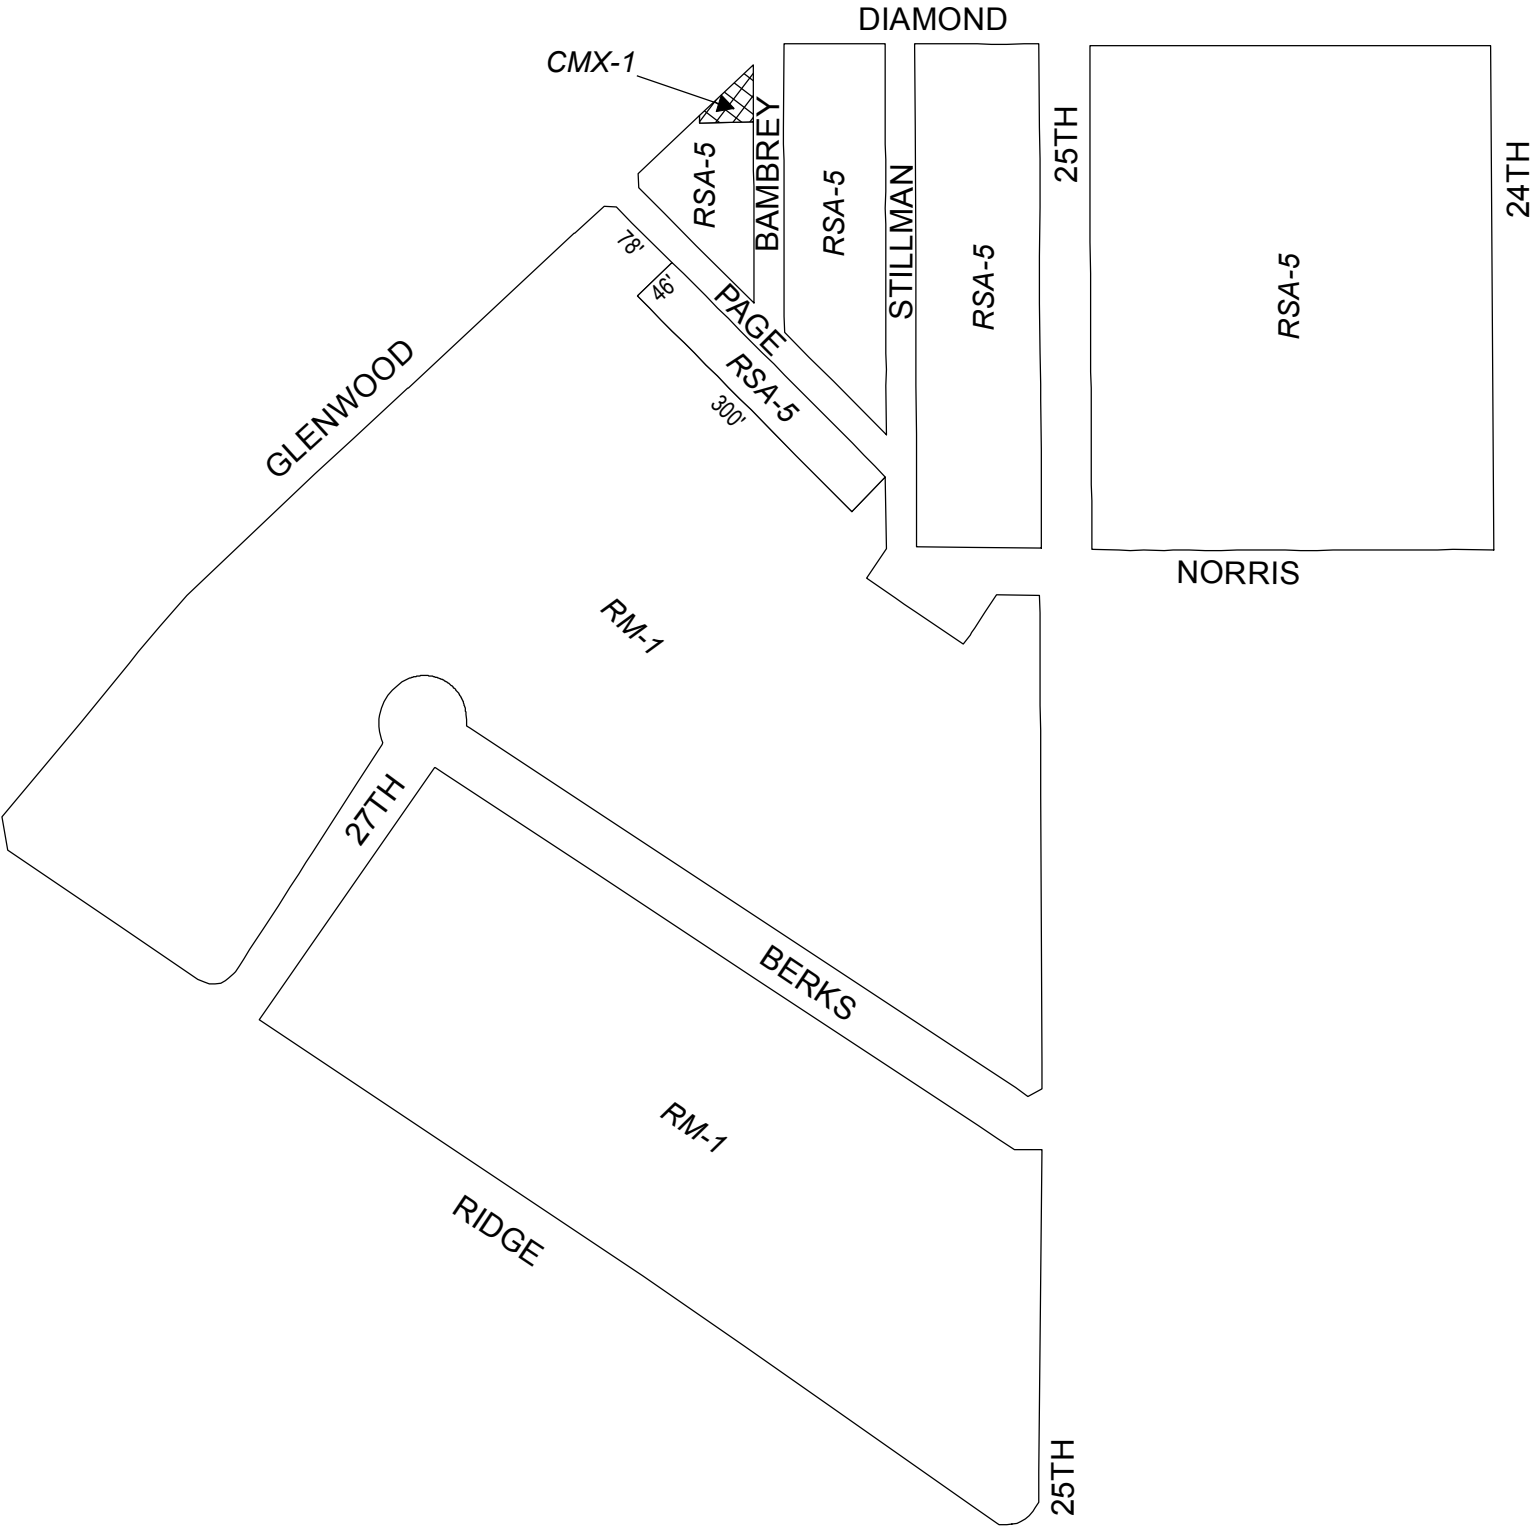 DIAMOND
CMX-1
RSA-5
BAMBREY
RSA-5
STILLMAN
RSA-5
25TH
RSA-5
24TH
78'
46'
PAGE
RSA-5
300'
GLENWOOD
NORRIS
RM-1
27TH
BERKS
RM-1
RIDGE
25TH